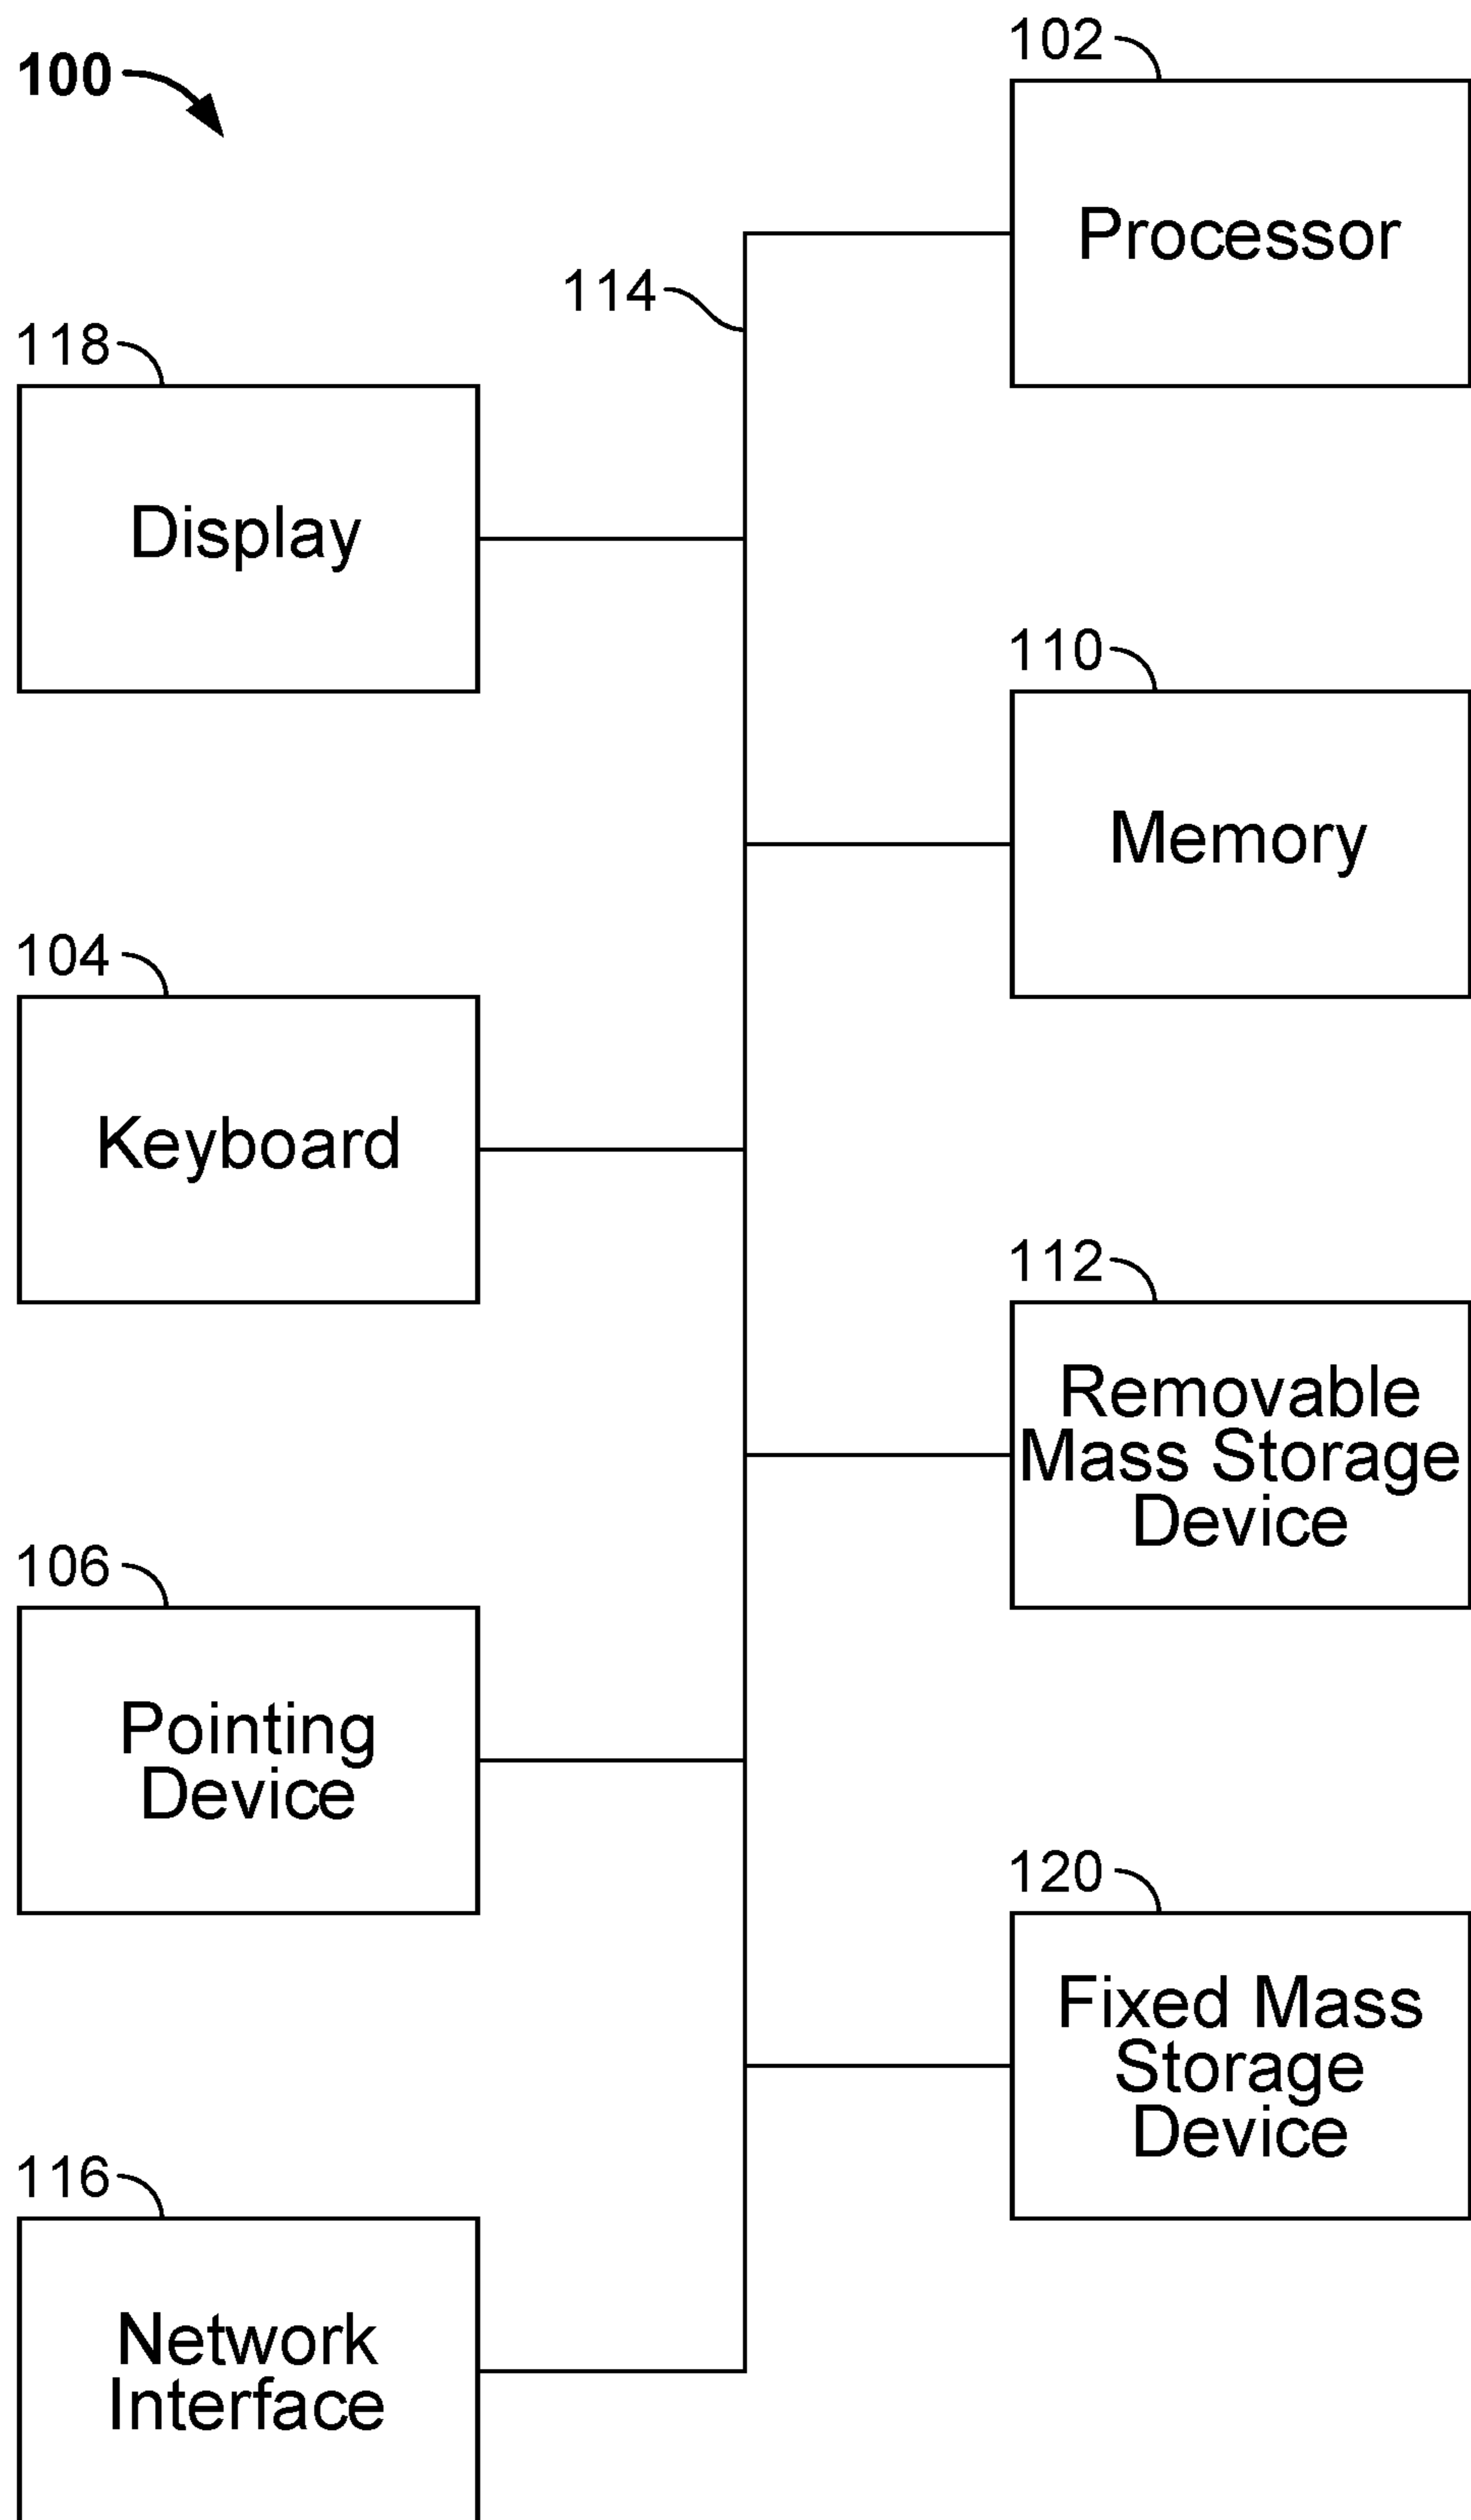 100
102
Processor
114
118
Display
110
Memory
104
Keyboard
112
Removable
Mass Storage
Device
106
Pointing
Device
120
Fixed Mass
Storage
Device
116
Network
Interface